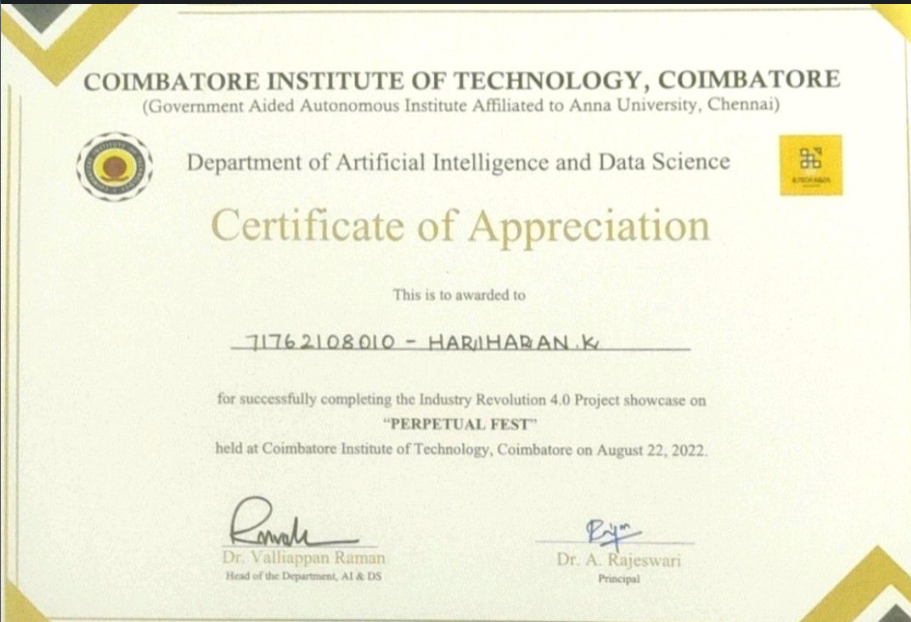 COIMBATORE INSTITUTE OF TECHNOLOGY, COIMBATORE
(Government Aided Autonomous Institute Affiliated to Anna University, Chennai)
Department of Artificial Intelligence and Data Science
Certificate of Appreciation
This is to awarded to
71762108010 - HARIHARAN.K
for successfully completing the Industry Revolution 4.0 Project showcase on
“PERPETUAL FEST”
held at Coimbatore Institute of Technology, Coimbatore on August 22, 2022.
Dr. Valliappan Raman
Head of the Department, AI & DS
Dr. A. Rajeswari
Principal